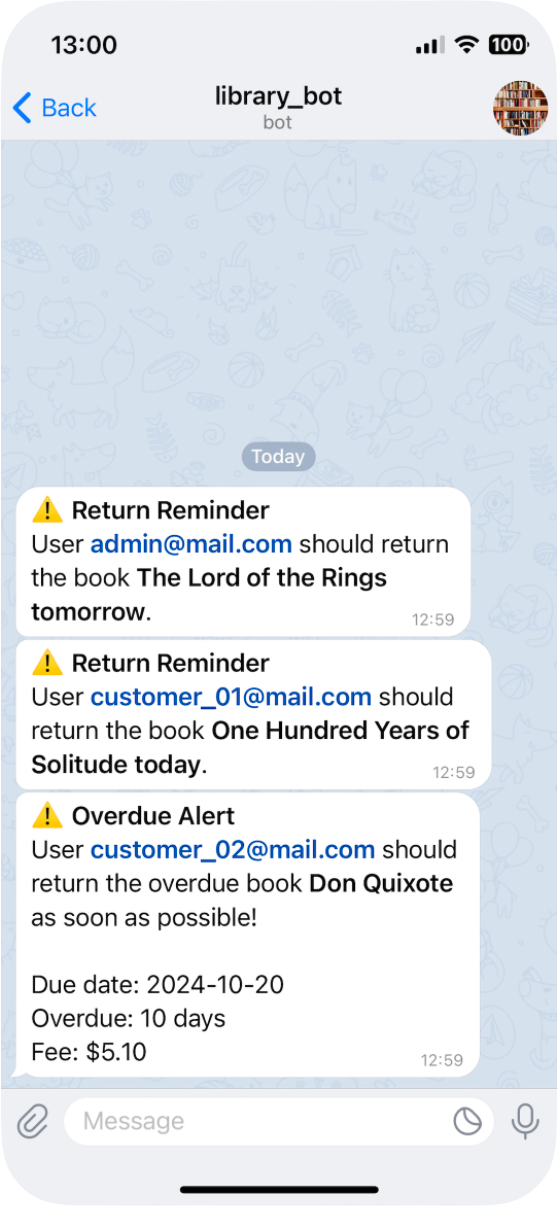 13:00
100
Back
library_bot
bot
Today
⚠️ Return Reminder
User admin@mail.com should return
the book The Lord of the Rings
tomorrow.
12:59
⚠️ Return Reminder
User customer_01@mail.com should
return the book One Hundred Years of
Solitude today.
12:59
⚠️ Overdue Alert
User customer_02@mail.com should
return the overdue book Don Quixote
as soon as possible!
Due date: 2024-10-20
Overdue: 10 days
Fee: $5.10
12:59
Message